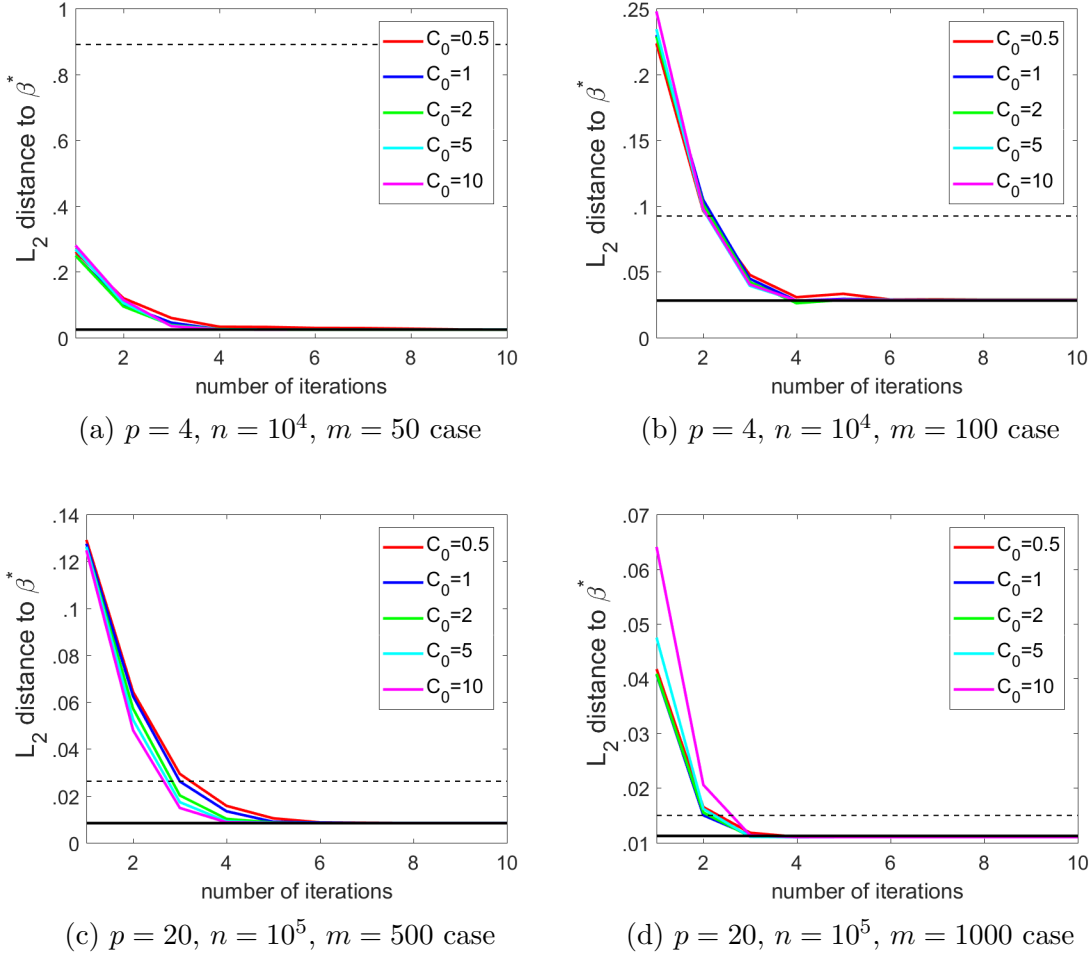 1
.8
.6
.4
.2
0
2 4 6 8 10
L2 distance to β*
number of iterations
C0=0.5
C0=1
C0=2
C0=5
C0=10
(a) p = 4, n = 10^4, m = 50 case
.25
.20
.15
.1
.05
0
2 4 6 8 10
L2 distance to β*
number of iterations
C0=0.5
C0=1
C0=2
C0=5
C0=10
(b) p = 4, n = 10^4, m = 100 case
.14
.12
.1
.08
.06
.04
.02
0
2 4 6 8 10
L2 distance to β*
number of iterations
C0=0.5
C0=1
C0=2
C0=5
C0=10
(c) p = 20, n = 10^5, m = 500 case
.07
.06
.05
.04
.03
.02
.01
2 4 6 8 10
L2 distance to β*
number of iterations
C0=0.5
C0=1
C0=2
C0=5
C0=10
(d) p = 20, n = 10^5, m = 1000 case